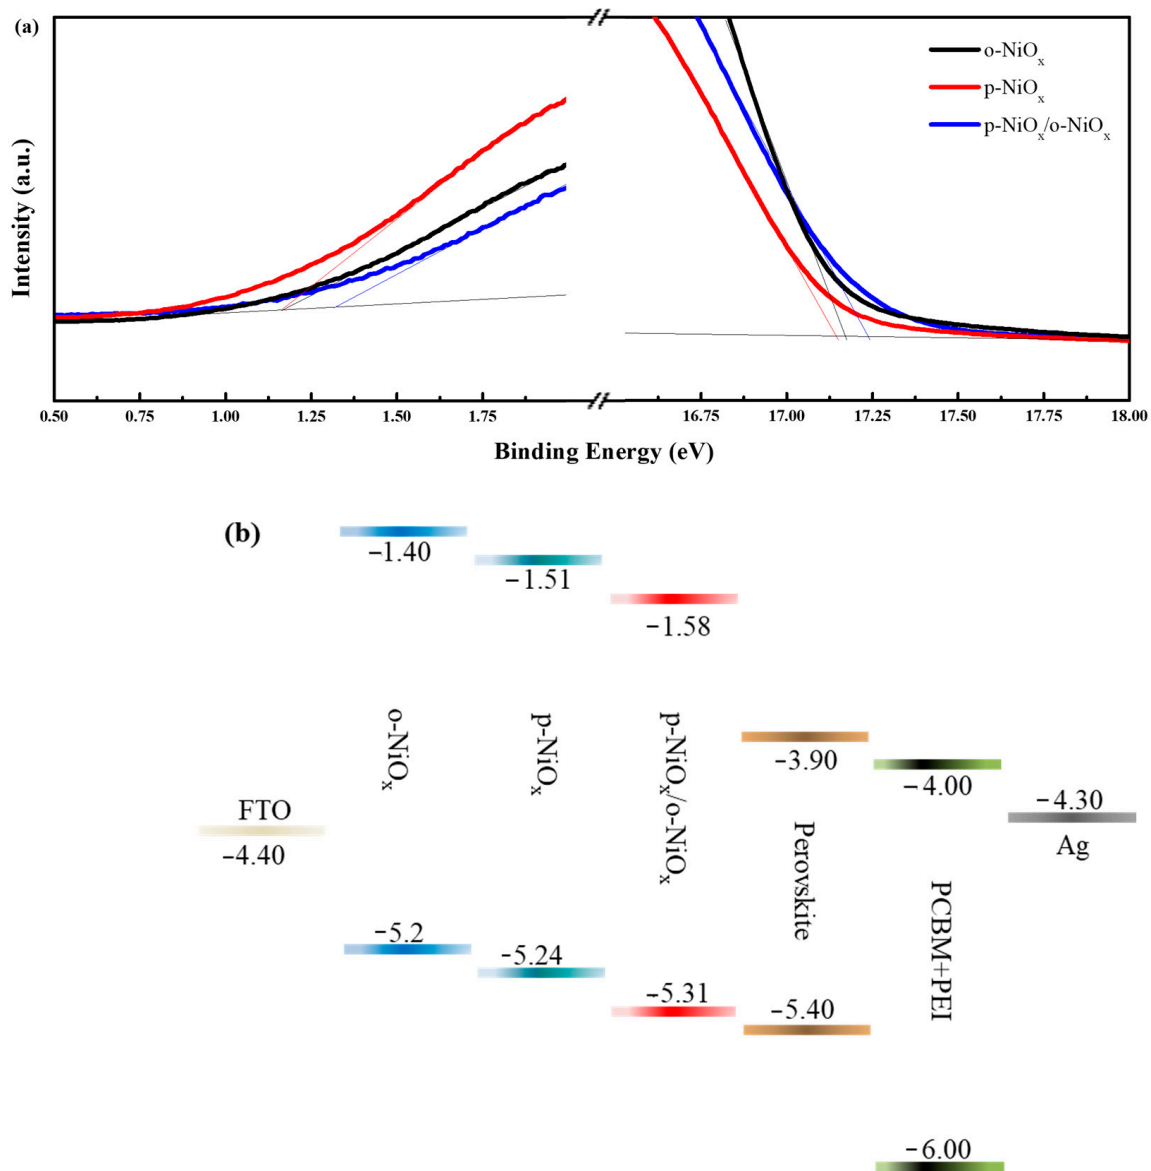 (a)
o-NiOₓ
p-NiOₓ
p-NiOₓ/o-NiOₓ
Intensity (a.u.)
0.50 0.75 1.00 1.25 1.50 1.75 16.75 17.00 17.25 17.50 17.75 18.00
Binding Energy (eV)
(b)
−1.40
−1.51
−1.58
o-NiOₓ
p-NiOₓ
p-NiOₓ/o-NiOₓ
−3.90
−4.00
−4.30
Ag
FTO
−4.40
Perovskite
PCBM+PEI
−5.2
−5.24
−5.31
−5.40
−6.00